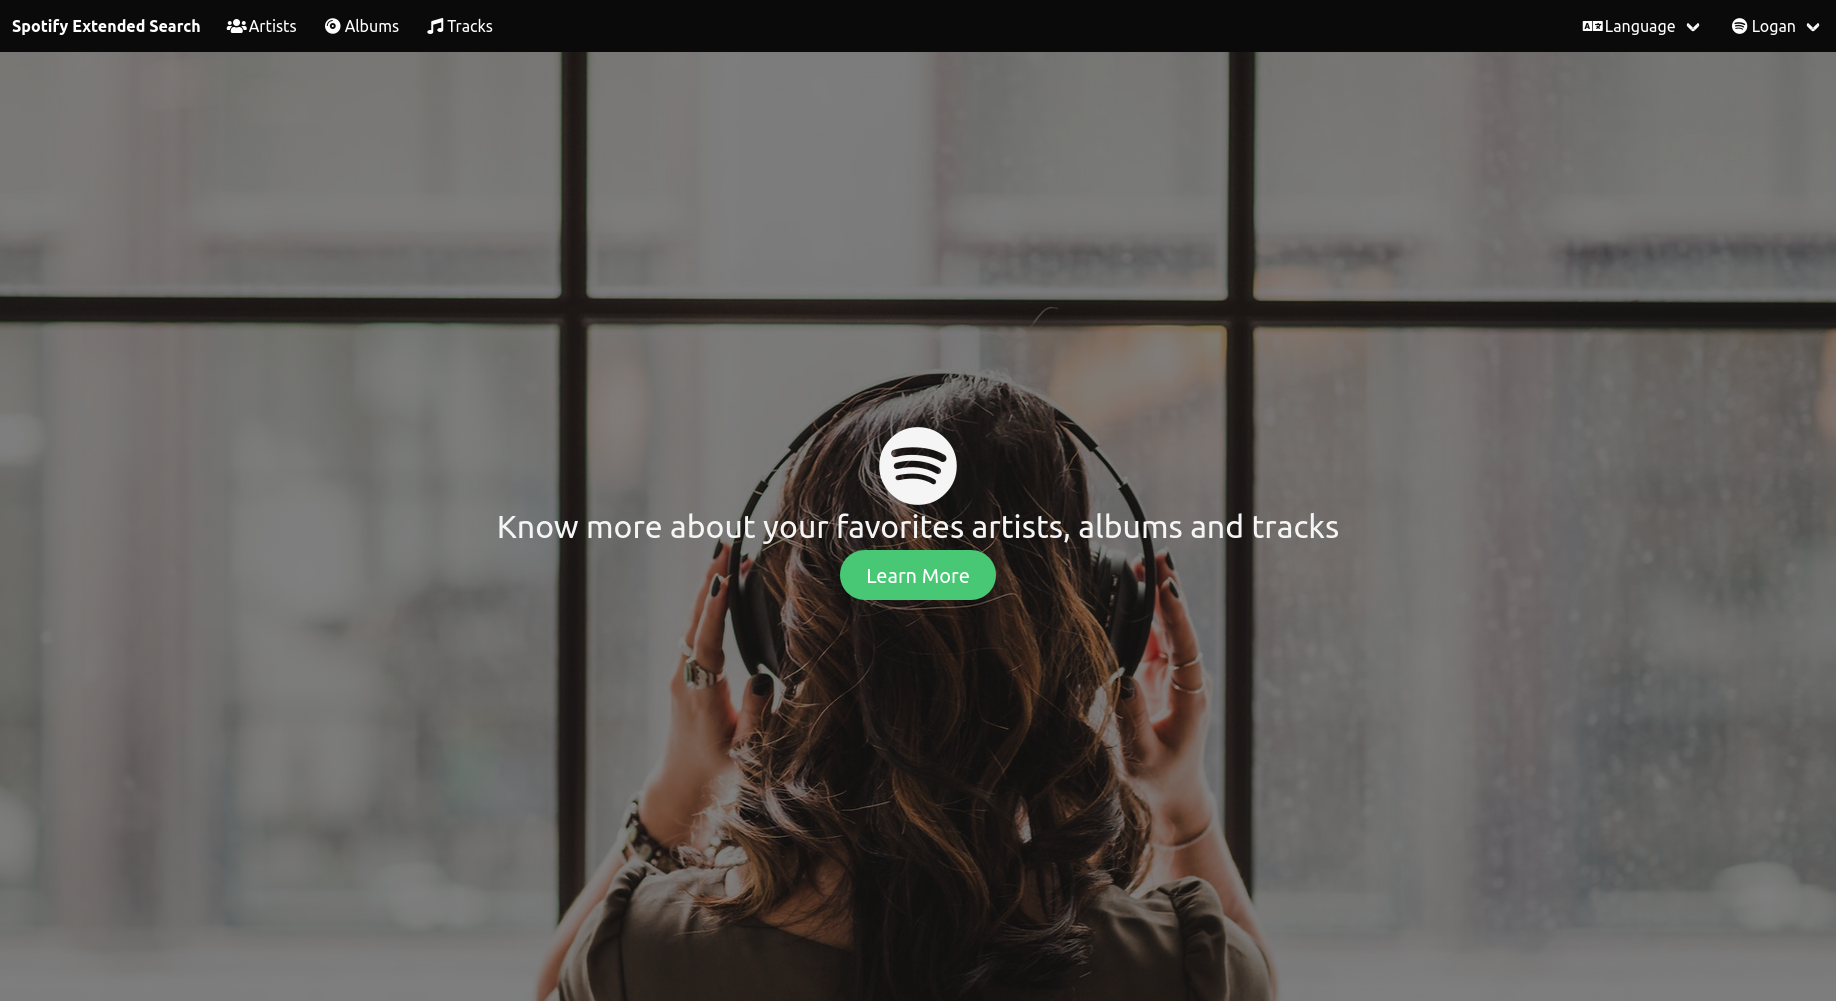 Spotify Extended Search Artists Albums Tracks Language Logan
Know more about your favorites artists, albums and tracks
Learn More